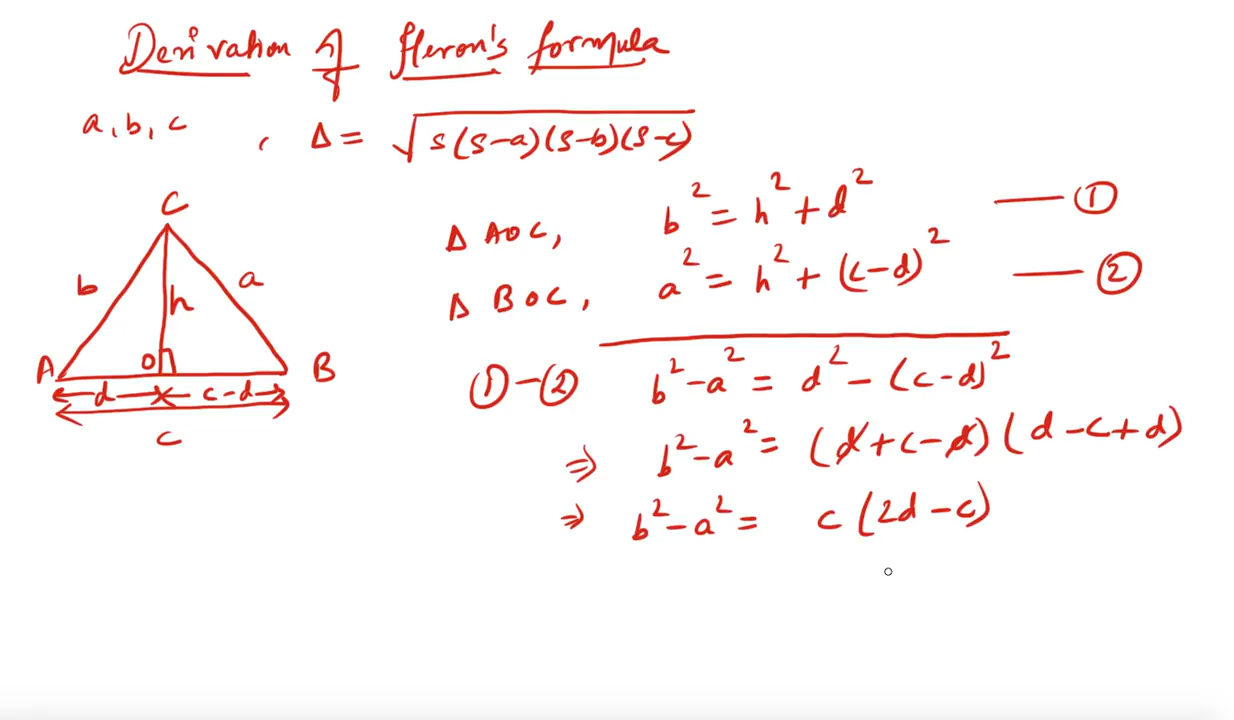 Derivation of Heron's formula
a, b, c , Δ = √s(s-a)(s-b)(s-c)
C
b a
h
A O B
d c-d
c
Δ AOC, b² = h² + d² — ①
Δ BOC, a² = h² + (c-d)² — ②
①-② b²-a² = d² - (c-d)²
⇒ b²-a² = (d+c-d)(d-c+d)
⇒ b²-a² = c(2d-c)